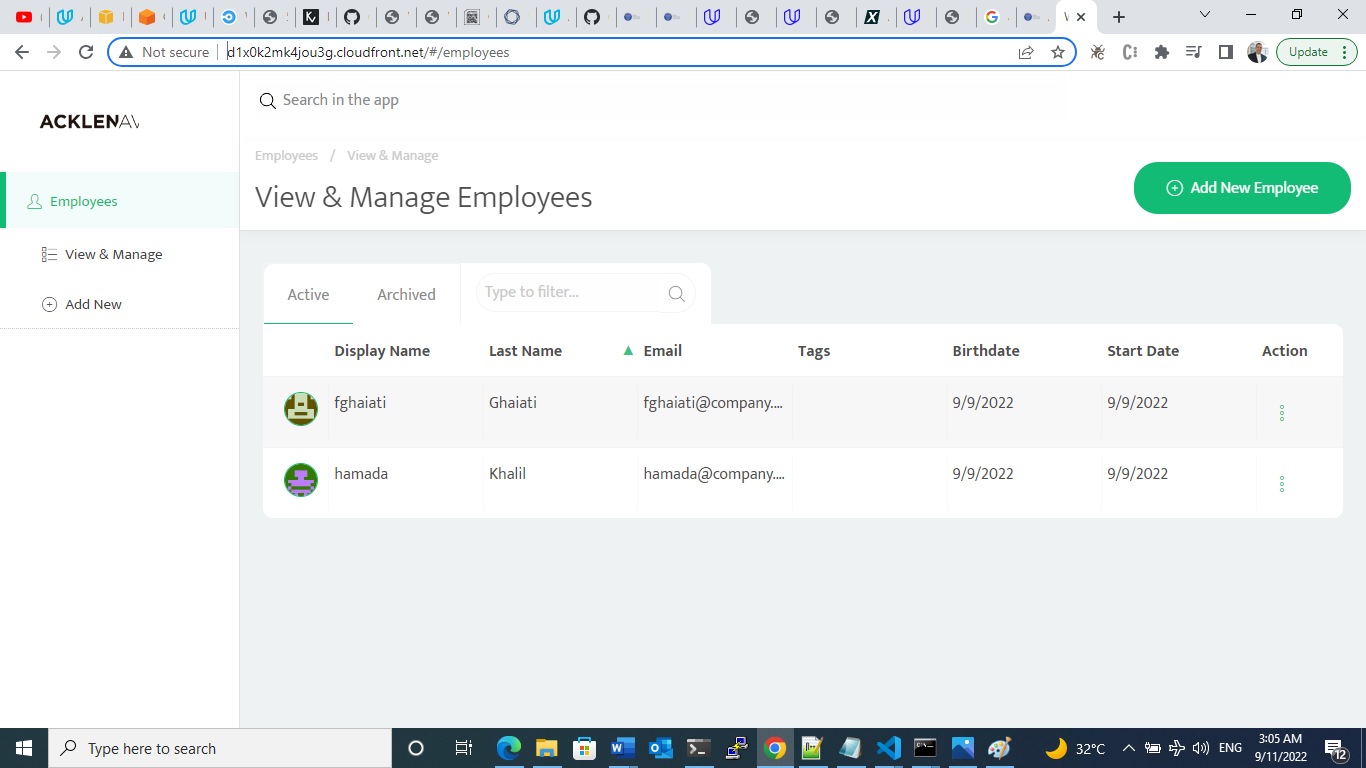 Not secure
d1x0k2mk4jou3g.cloudfront.net/#/employees
Update
ACKLENAV
Search in the app
Employees / View & Manage
View & Manage Employees
Add New Employee
Employees
View & Manage
Add New
Active
Archived
Type to filter...
Display Name Last Name Email Tags Birthdate Start Date Action
fghaiati Ghaiati fghaiati@company.... 9/9/2022 9/9/2022
hamada Khalil hamada@company.... 9/9/2022 9/9/2022
Type here to search
32°C
ENG
3:05 AM
9/11/2022
12